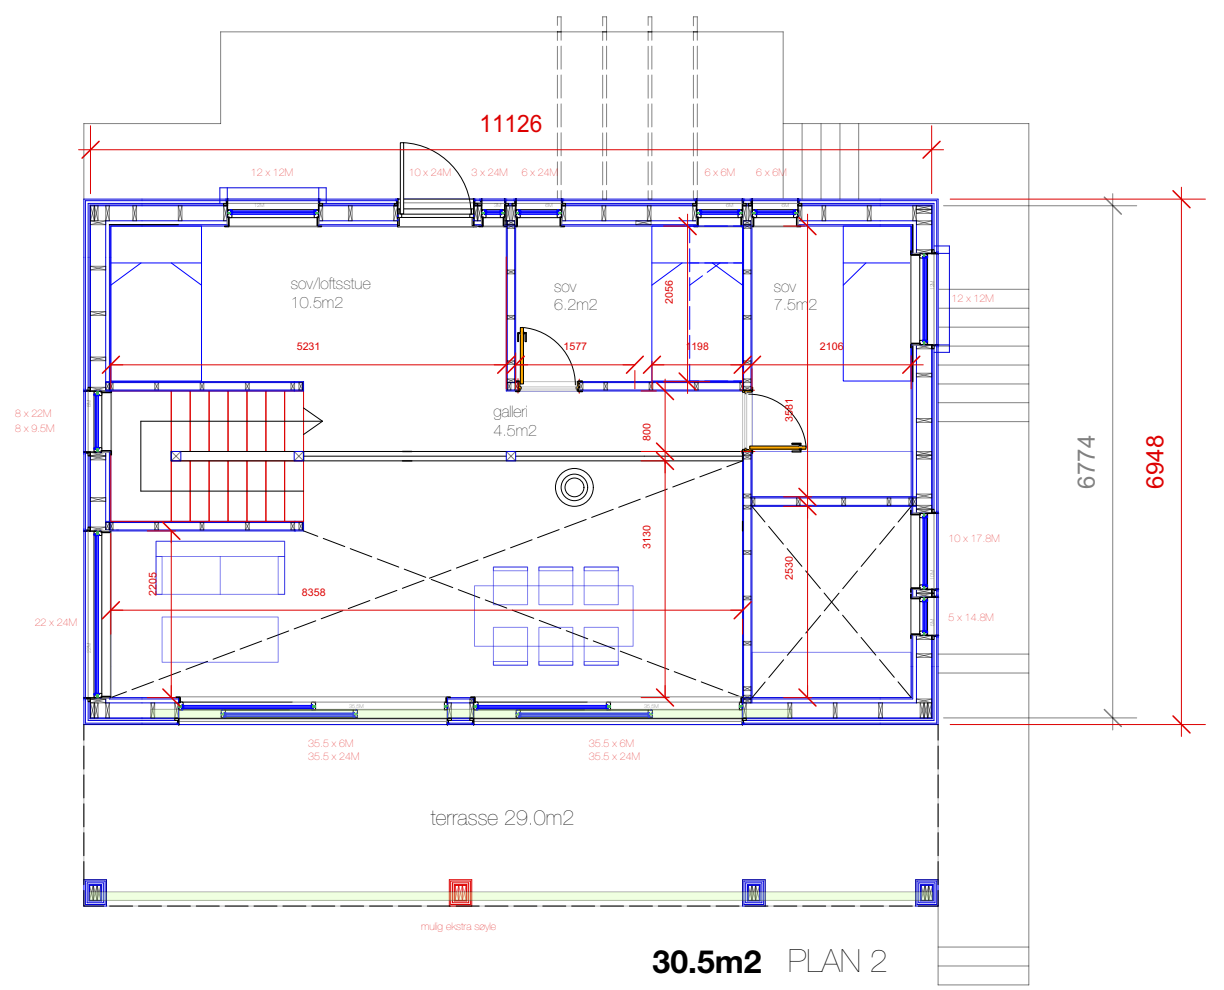 11126
12 x 12M
10 x 24M
3 x 24M
6 x 24M
6 x 6M
6 x 6M
sov/loftsstue
10.5m2
sov
6.2m2
2056
sov
7.5m2
12 x 12M
5231
1577
1198
2106
8 x 22M
8 x 9.5M
galleri
4.5m2
800
3581
6774
6948
3130
10 x 17.8M
2205
8358
2530
22 x 24M
5 x 14.8M
35.5 x 6M
35.5 x 24M
35.5 x 6M
35.5 x 24M
terrasse 29.0m2
mulig ekstra søyle
30.5m2 PLAN 2